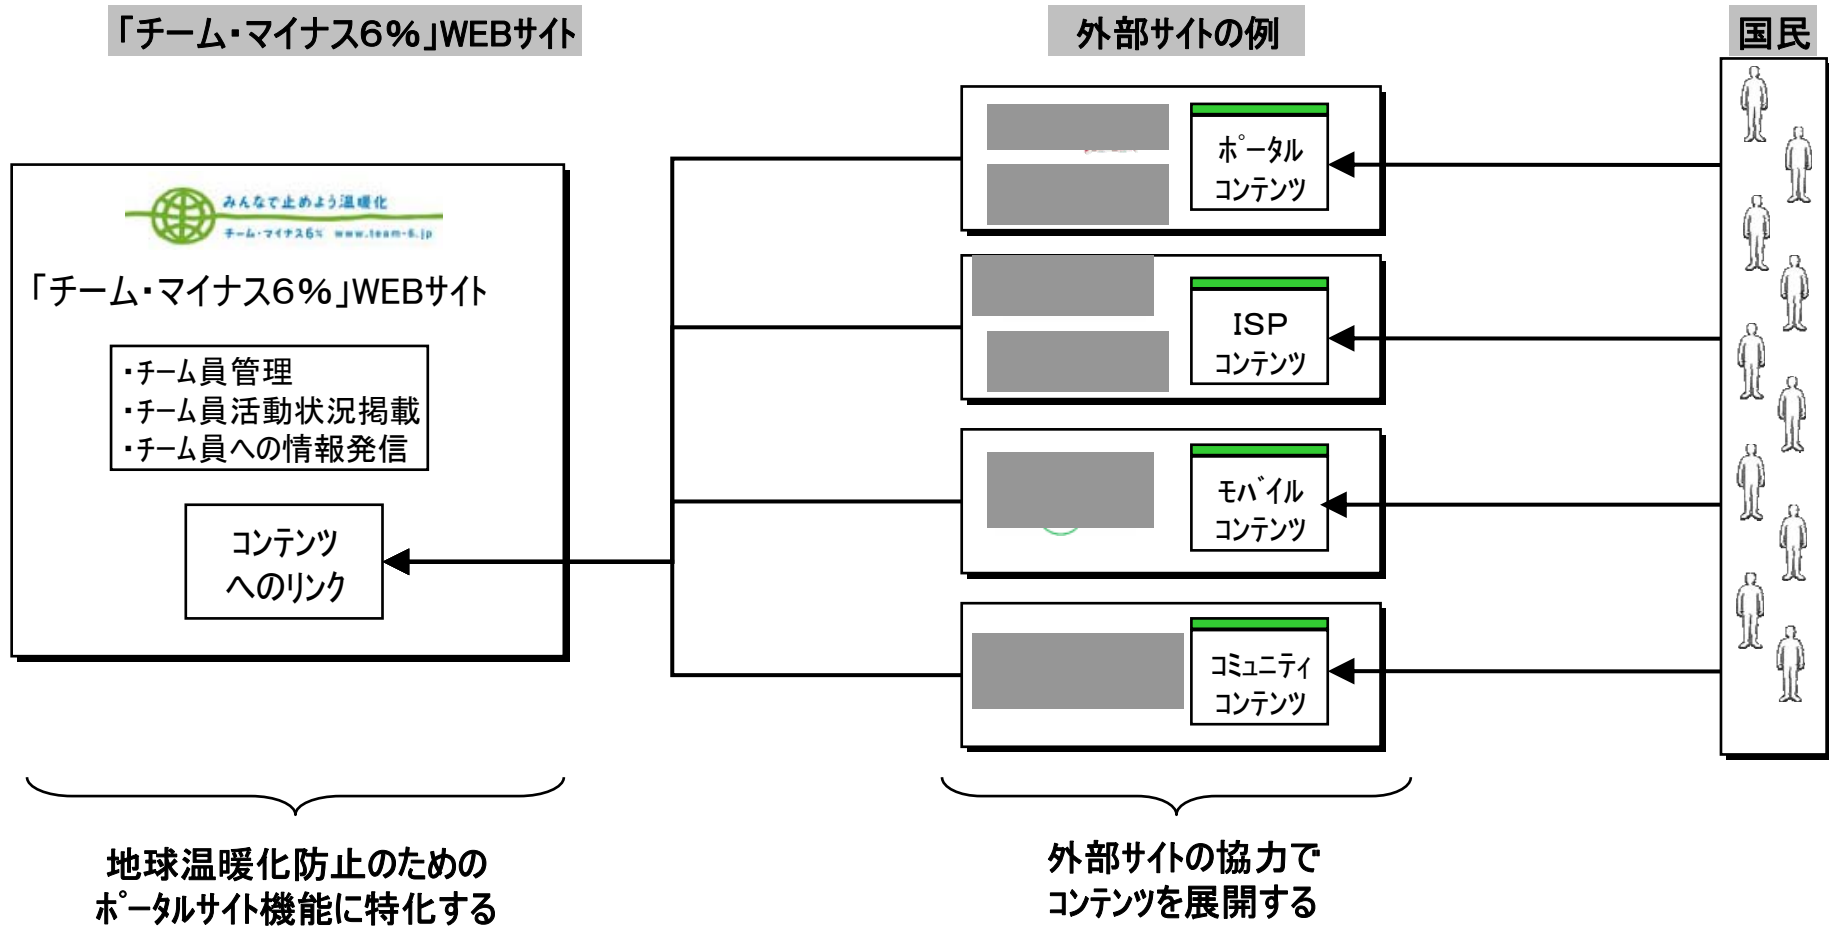 「チーム・マイナス6%」WEBサイト
外部サイトの例
国民
みんなで止めよう温暖化
チーム・マイナス6% www.team-6.jp
「チーム・マイナス6%」WEBサイト
・チーム員管理
・チーム員活動状況掲載
・チーム員への情報発信
コンテンツ
へのリンク
ポータル
コンテンツ
ISP
コンテンツ
モバイル
コンテンツ
コミュニティ
コンテンツ
地球温暖化防止のための
ポータルサイト機能に特化する
外部サイトの協力で
コンテンツを展開する